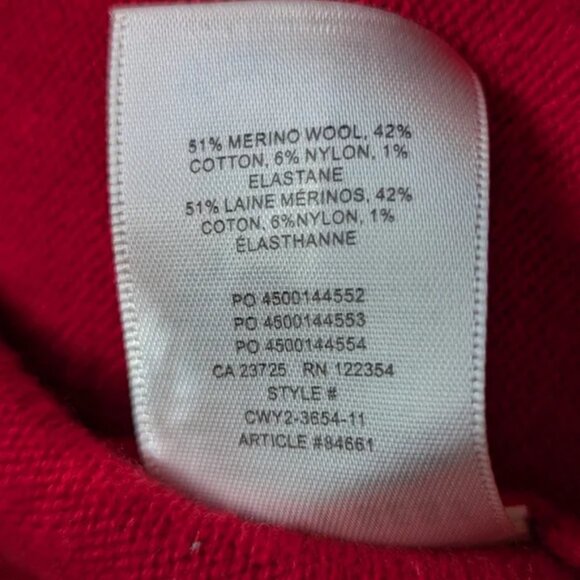 51% MERINO WOOL, 42%
COTTON, 6% NYLON, 1%
ELASTANE
51% LAINE MÉRINOS, 42%
COTON, 6%NYLON, 1%
ÉLASTHANNE
PO 4500144552
PO 4500144553
PO 4500144554
CA 23725 RN 122354
STYLE #
CWY2-3654-11
ARTICLE #84661